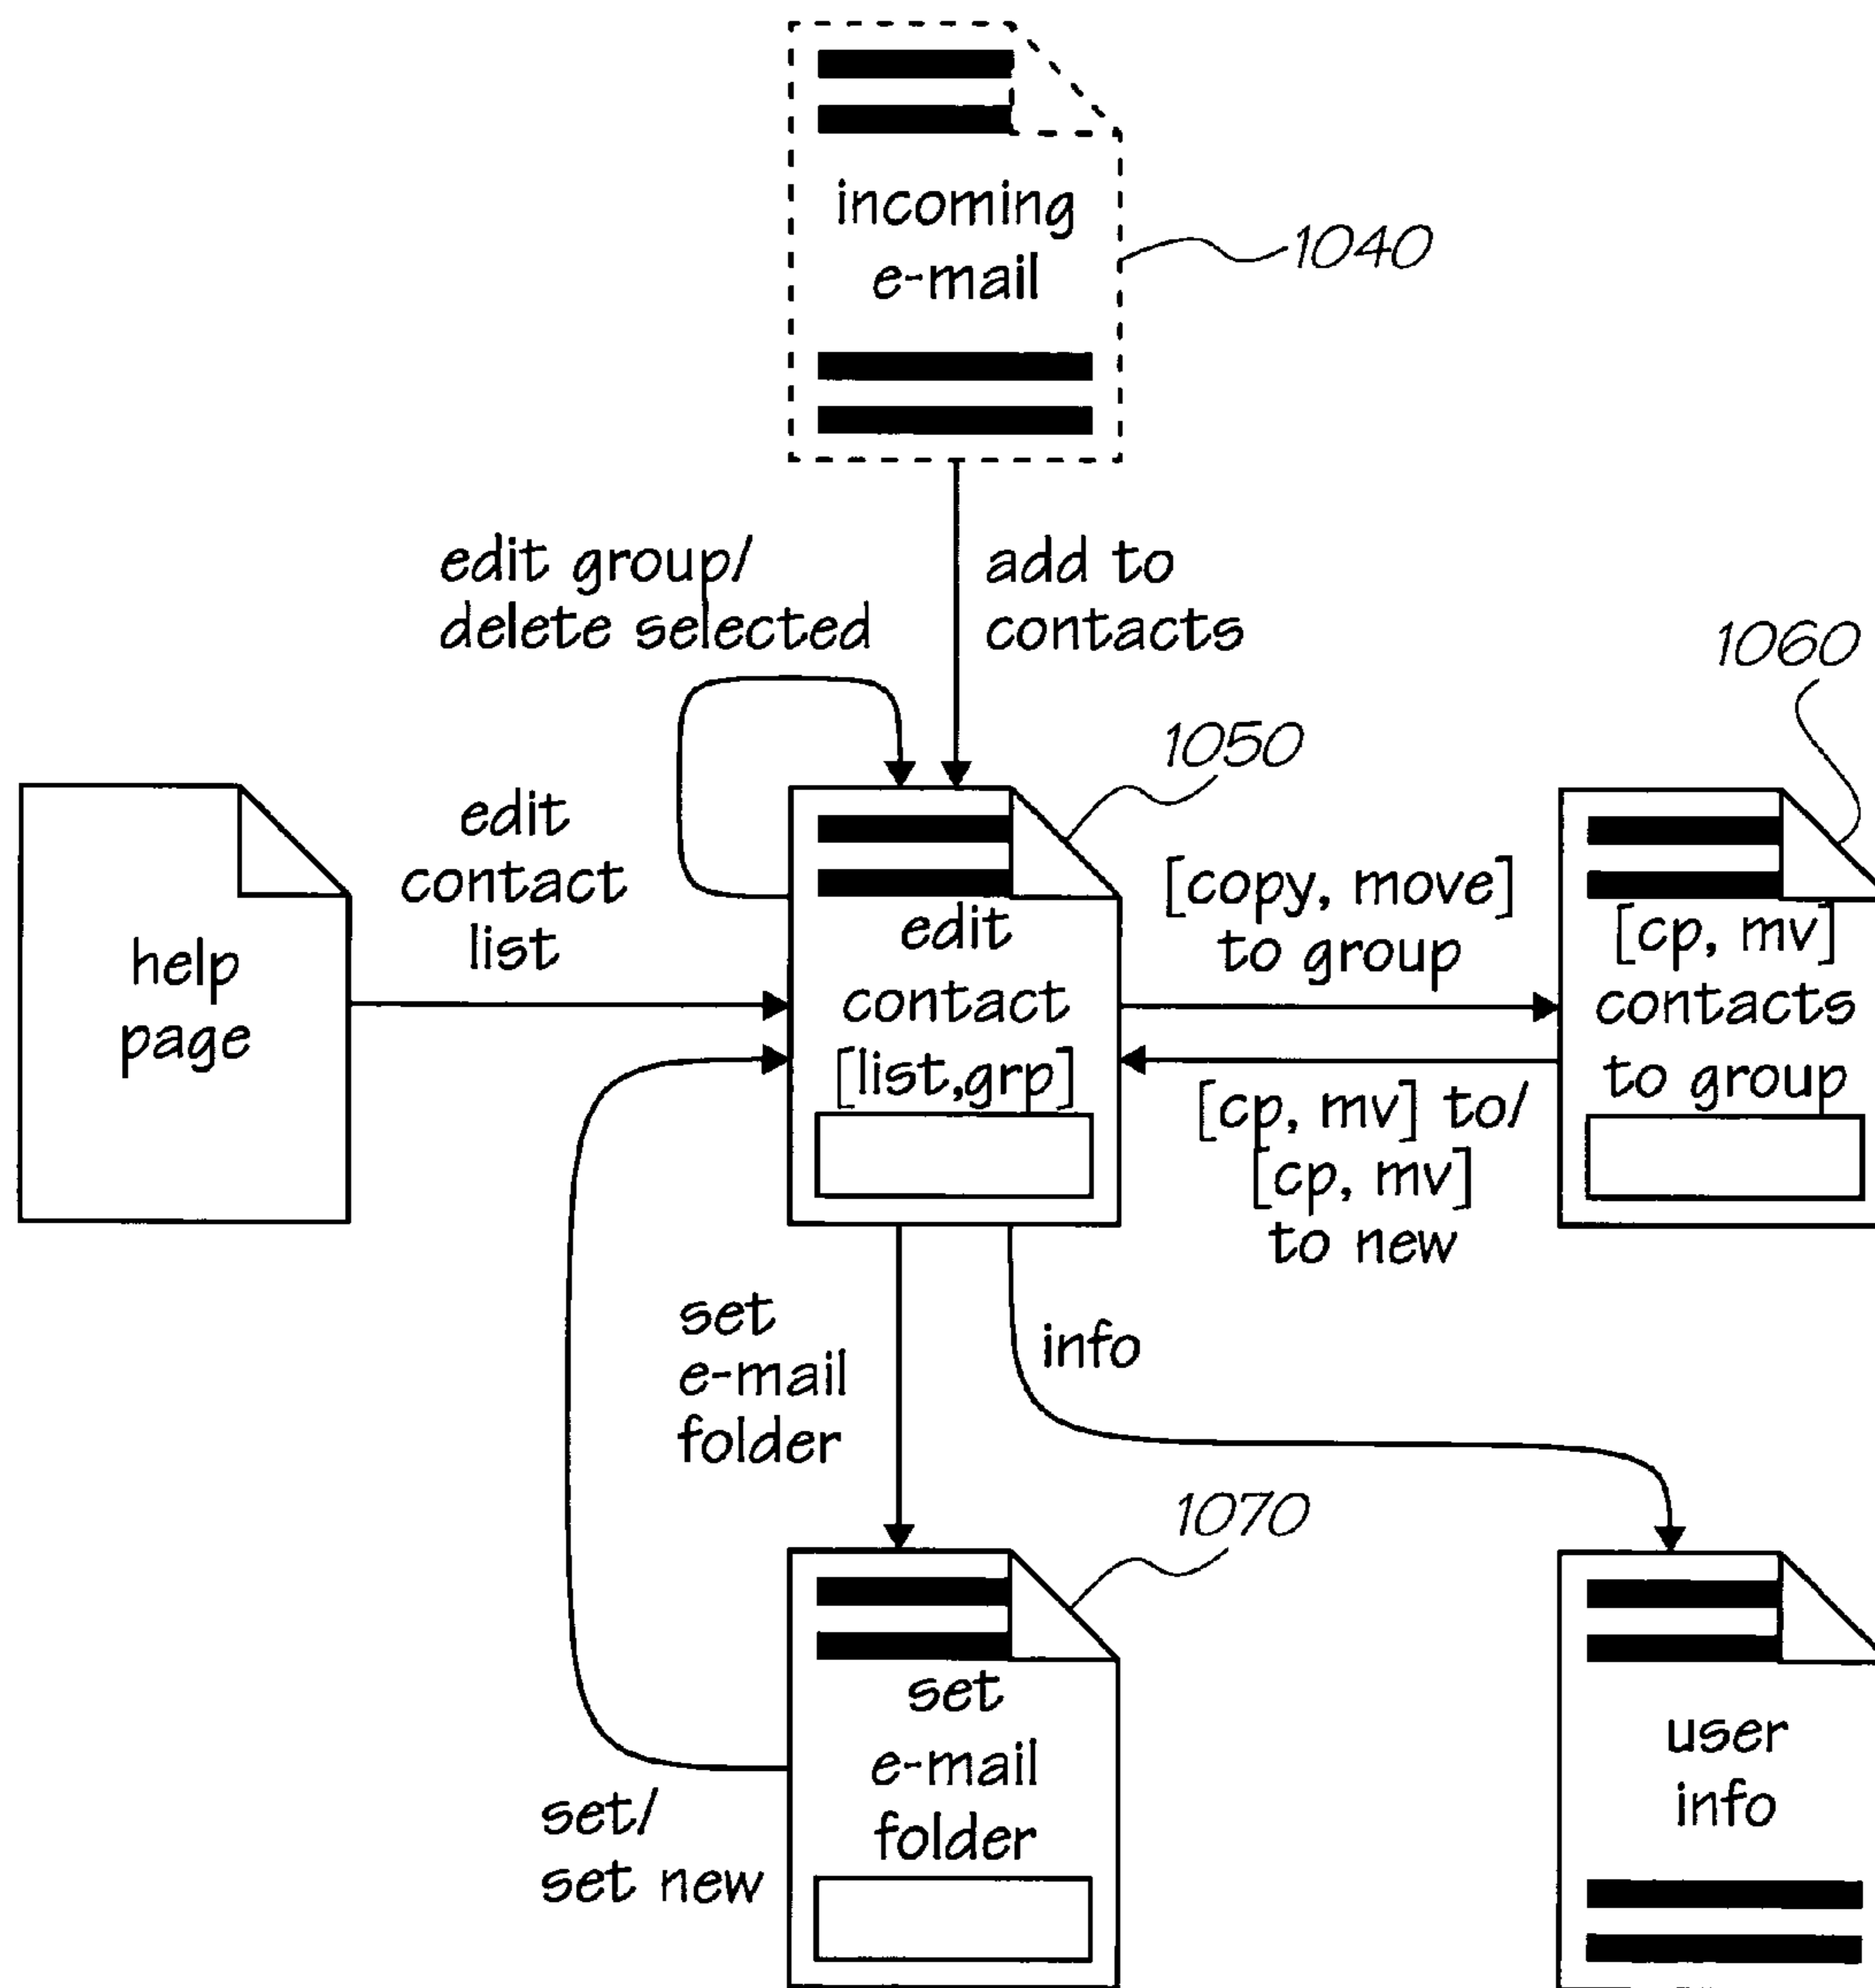 incoming
e-mail
1040
edit group/
delete selected
add to
contacts
1060
1050
help
page
edit
contact
list
edit
contact
[list,grp]
[copy, move]
to group
[cp, mv] to/
[cp, mv]
to new
[cp, mv]
contacts
to group
set
e-mail
folder
info
1070
set/
set new
set
e-mail
folder
user
info